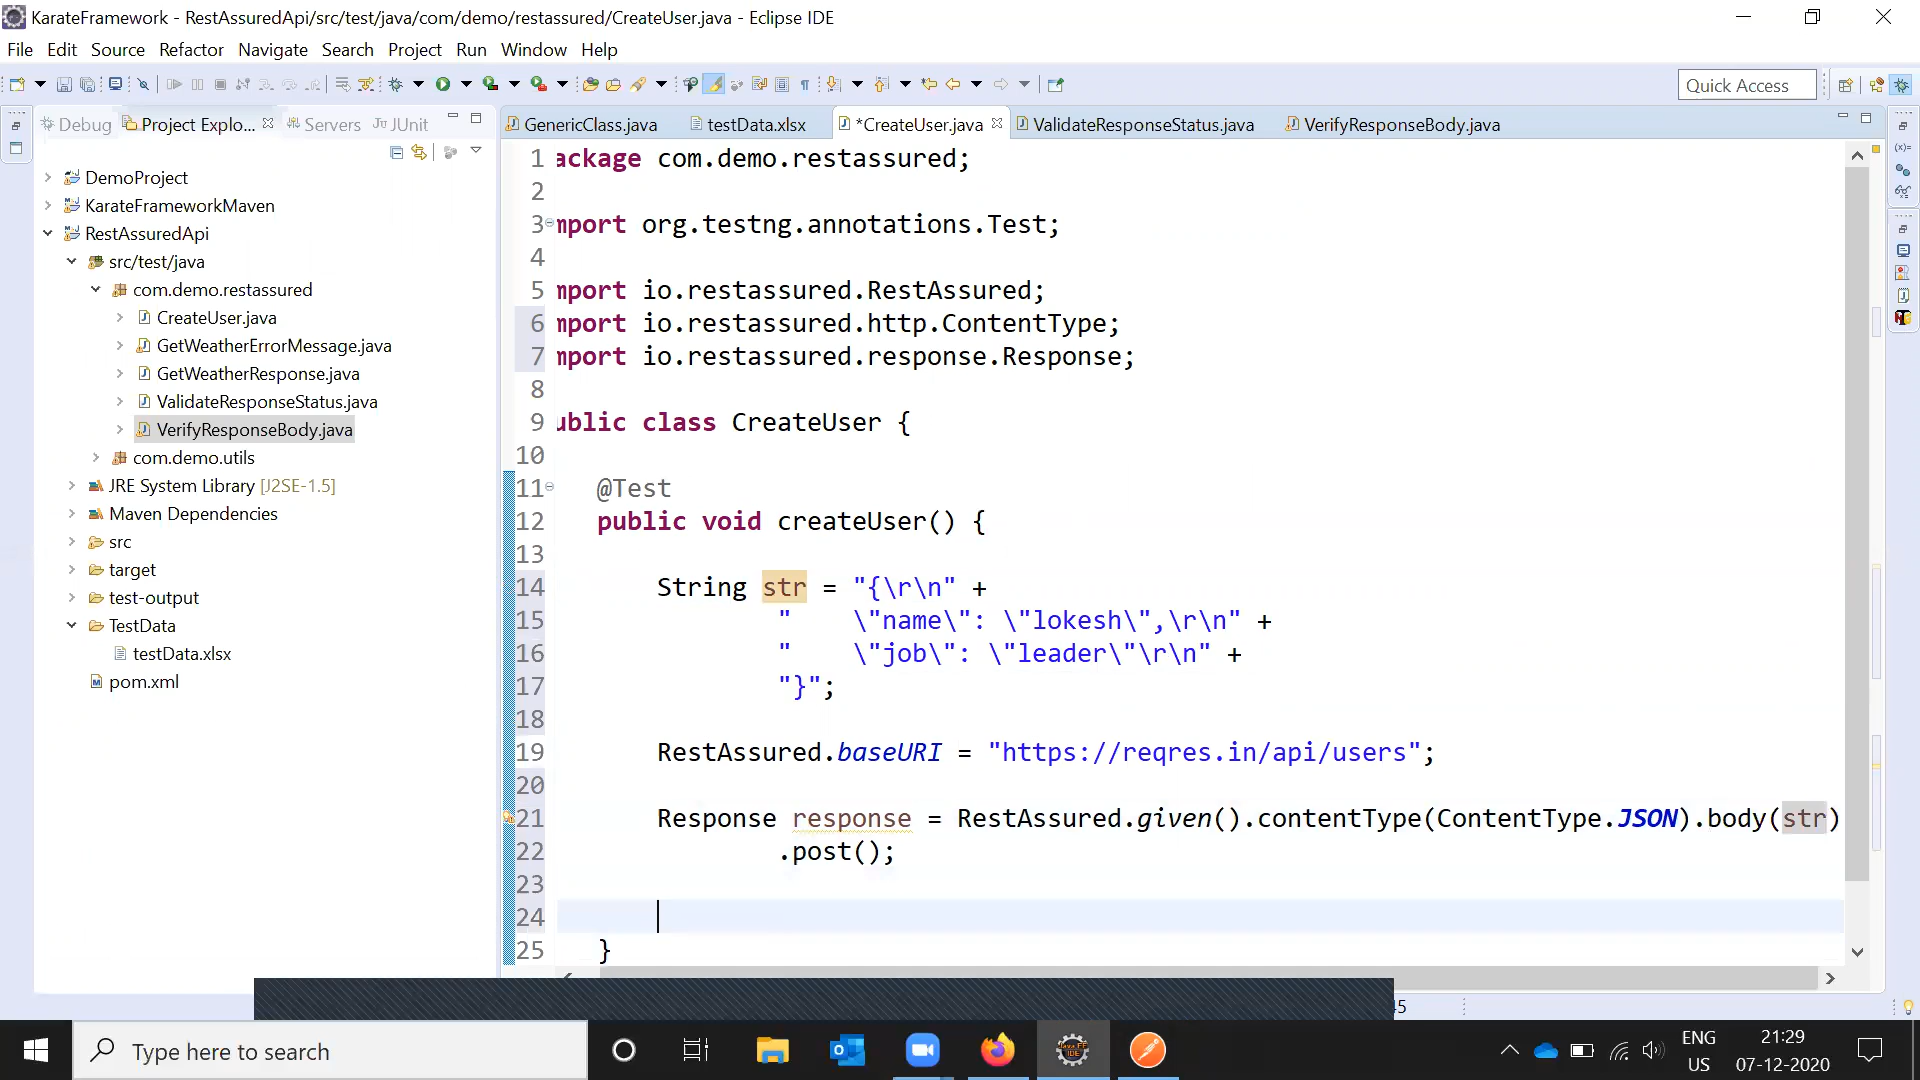 KarateFramework - RestAssuredApi/src/test/java/com/demo/restassured/CreateUser.java - Eclipse IDE
File Edit Source Refactor Navigate Search Project Run Window Help
Quick Access
Debug Project Explo... Servers JUnit
GenericClass.java testData.xlsx *CreateUser.java ValidateResponseStatus.java VerifyResponseBody.java
DemoProject
KarateFrameworkMaven
RestAssuredApi
src/test/java
com.demo.restassured
CreateUser.java
GetWeatherErrorMessage.java
GetWeatherResponse.java
ValidateResponseStatus.java
VerifyResponseBody.java
com.demo.utils
JRE System Library [J2SE-1.5]
Maven Dependencies
src
target
test-output
TestData
testData.xlsx
pom.xml
1 ackage com.demo.restassured;
2
3 mport org.testng.annotations.Test;
4
5 mport io.restassured.RestAssured;
6 mport io.restassured.http.ContentType;
7 mport io.restassured.response.Response;
8
9 ublic class CreateUser {
10
11 @Test
12 public void createUser() {
13
14 String str = "{\r\n" +
15 "    \"name\": \"lokesh\",\r\n" +
16 "    \"job\": \"leader\"\r\n" +
17 "}";
18
19 RestAssured.baseURI = "https://reqres.in/api/users";
20
21 Response response = RestAssured.given().contentType(ContentType.JSON).body(str)
22 .post();
23
24
25 }
45
Type here to search
ENG
US
21:29
07-12-2020